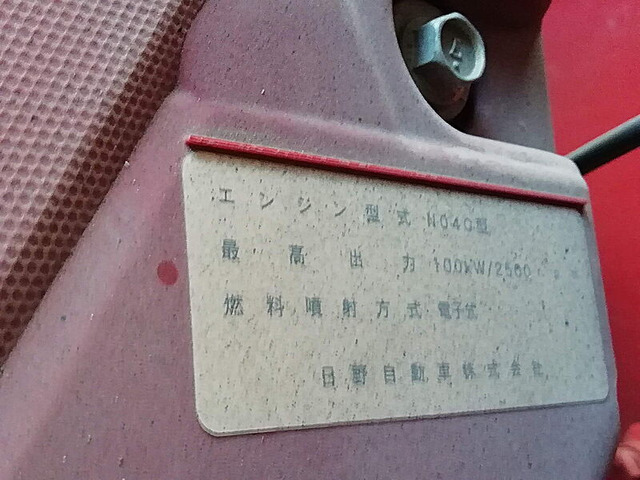 エンジン型式 N04C型
最高出力 100kW/2500
燃料噴射方式 電子式
日野自動車株式会社